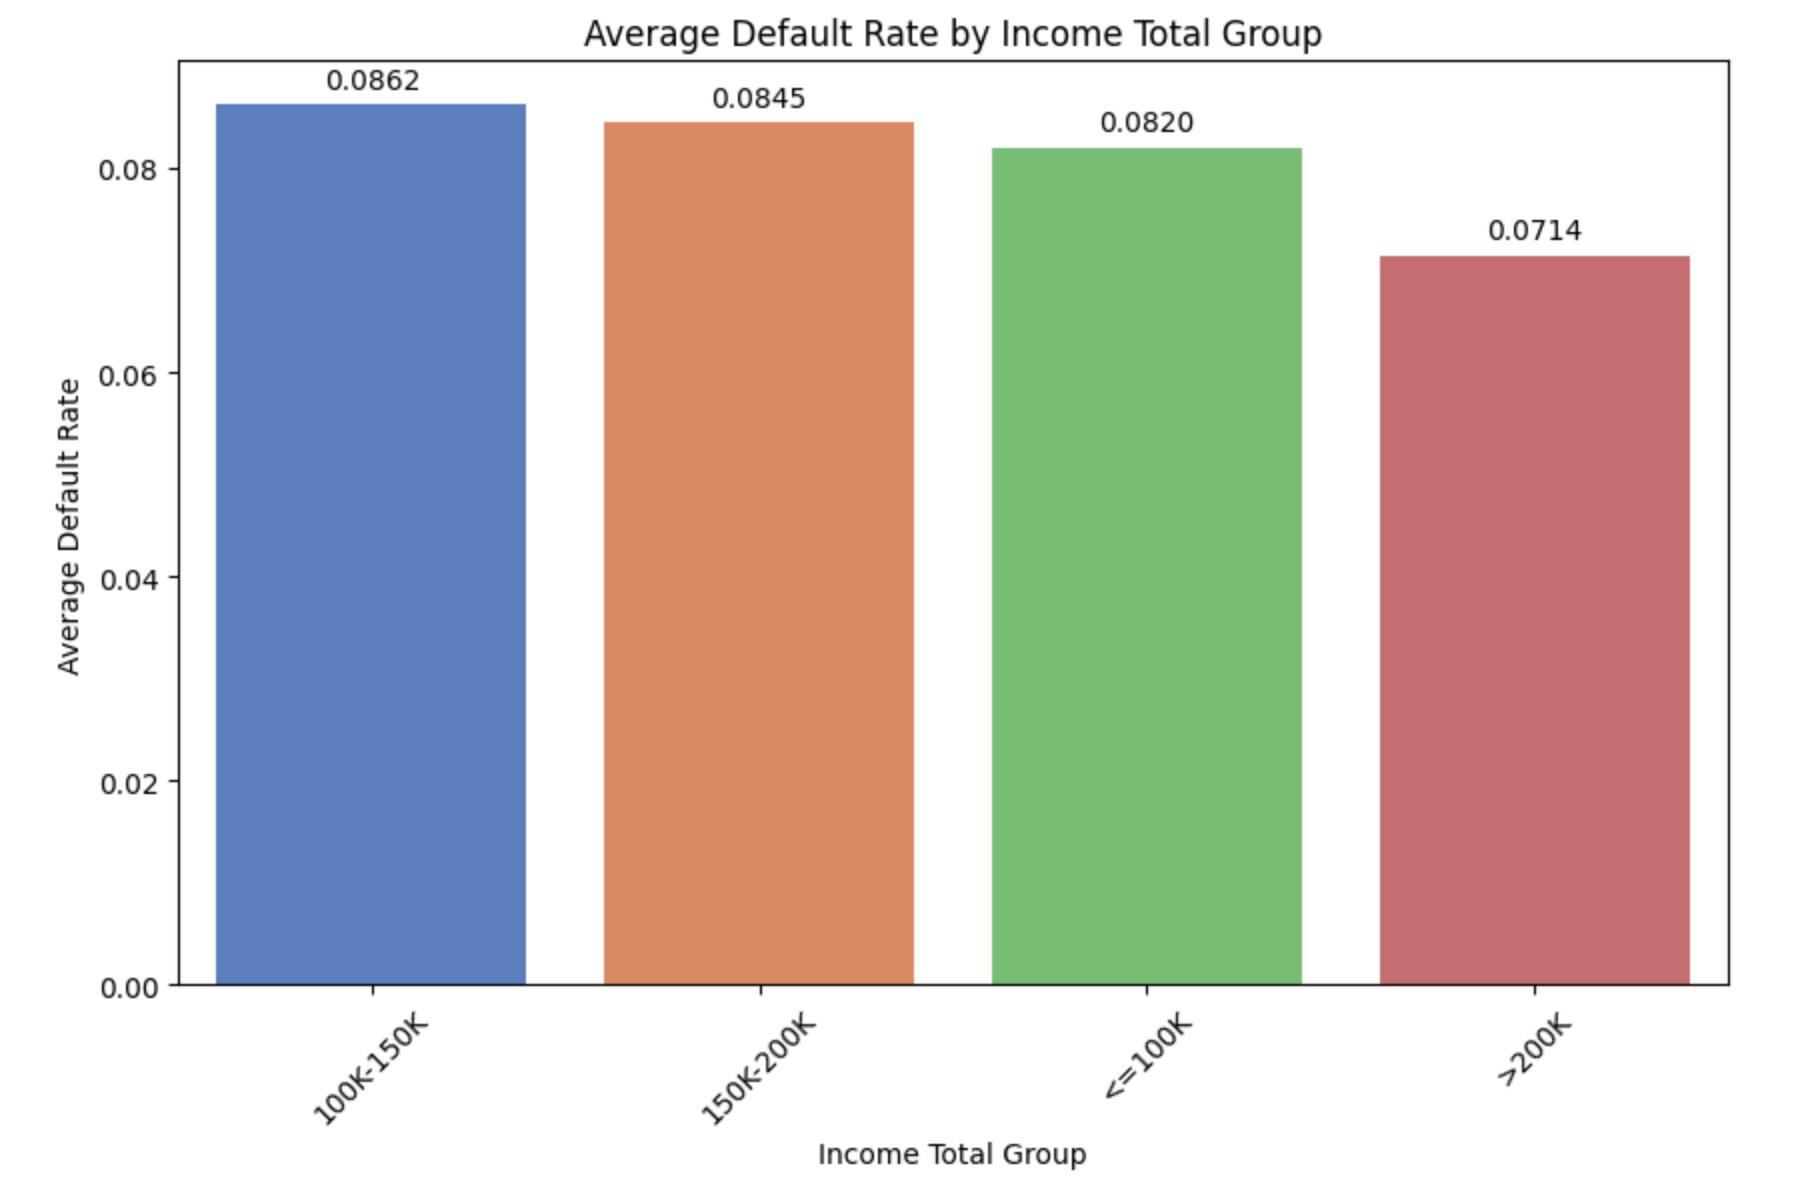 Average Default Rate by Income Total Group
0.0862
0.0845
0.0820
0.0714
0.08
0.06
0.04
0.02
0.00
Average Default Rate
100K-150K
150K-200K
<=100K
>200K
Income Total Group